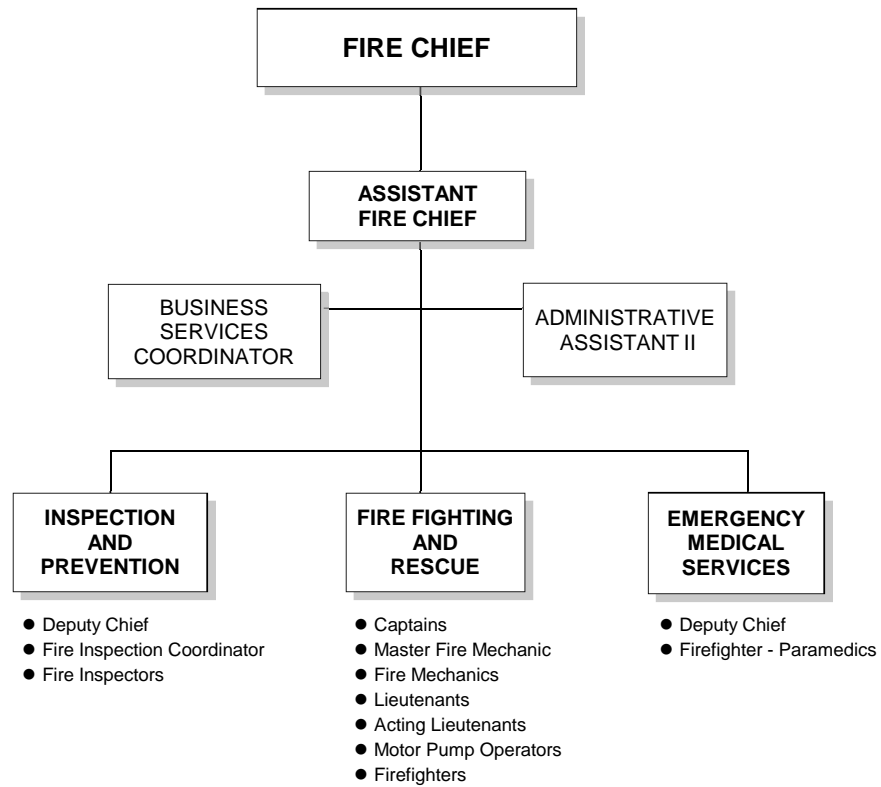 FIRE CHIEF
ASSISTANT
FIRE CHIEF
BUSINESS
SERVICES
COORDINATOR
ADMINISTRATIVE
ASSISTANT II
INSPECTION
AND
PREVENTION
● Deputy Chief
● Fire Inspection Coordinator
● Fire Inspectors
FIRE FIGHTING
AND
RESCUE
● Captains
● Master Fire Mechanic
● Fire Mechanics
● Lieutenants
● Acting Lieutenants
● Motor Pump Operators
● Firefighters
EMERGENCY
MEDICAL
SERVICES
● Deputy Chief
● Firefighter - Paramedics